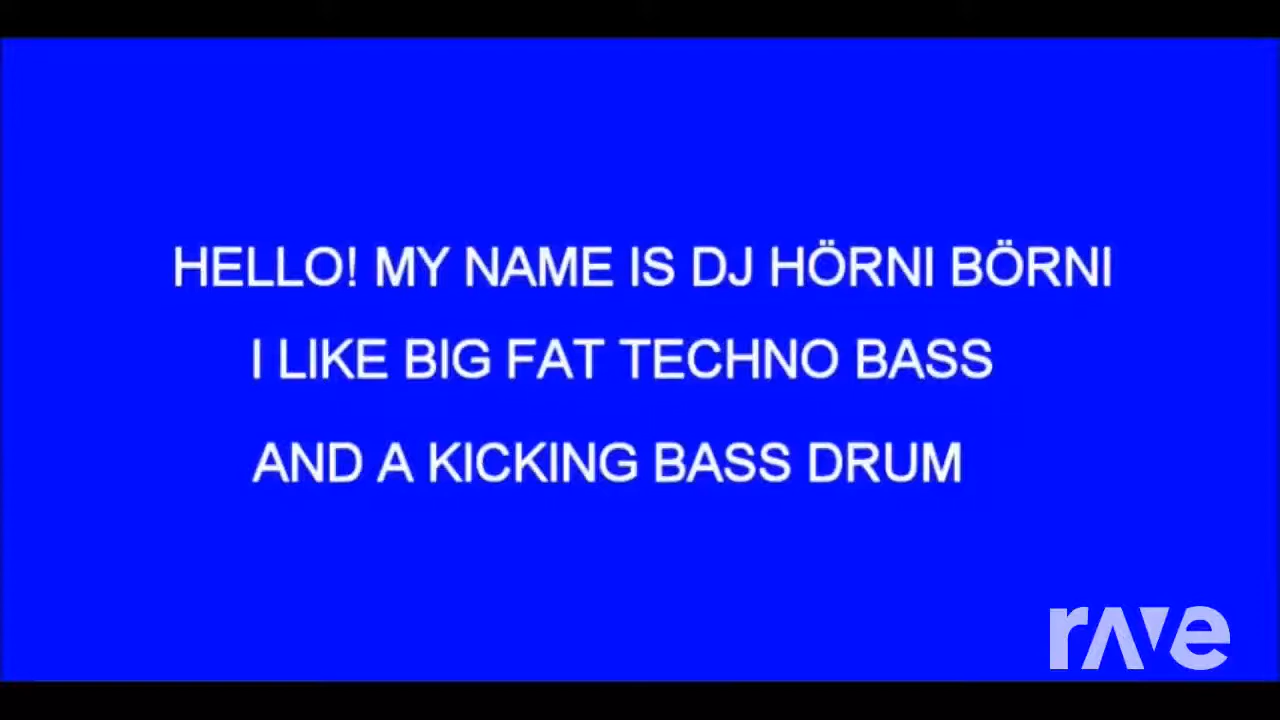 HELLO! MY NAME IS DJ HÖRNI BÖRNI
I LIKE BIG FAT TECHNO BASS
AND A KICKING BASS DRUM
rave